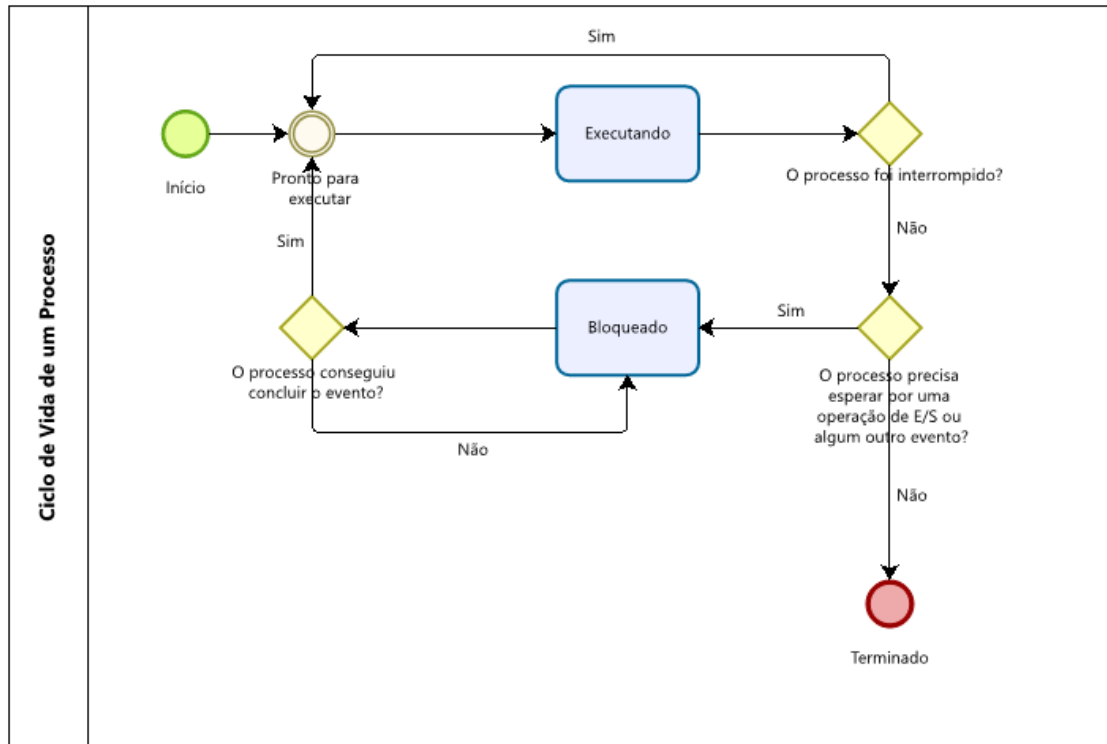 Ciclo de Vida de um Processo
Sim
Início
Pronto para
executar
Executando
O processo foi interrompido?
Não
Sim
Bloqueado
Sim
O processo conseguiu
concluir o evento?
O processo precisa
esperar por uma
operação de E/S ou
algum outro evento?
Não
Não
Terminado